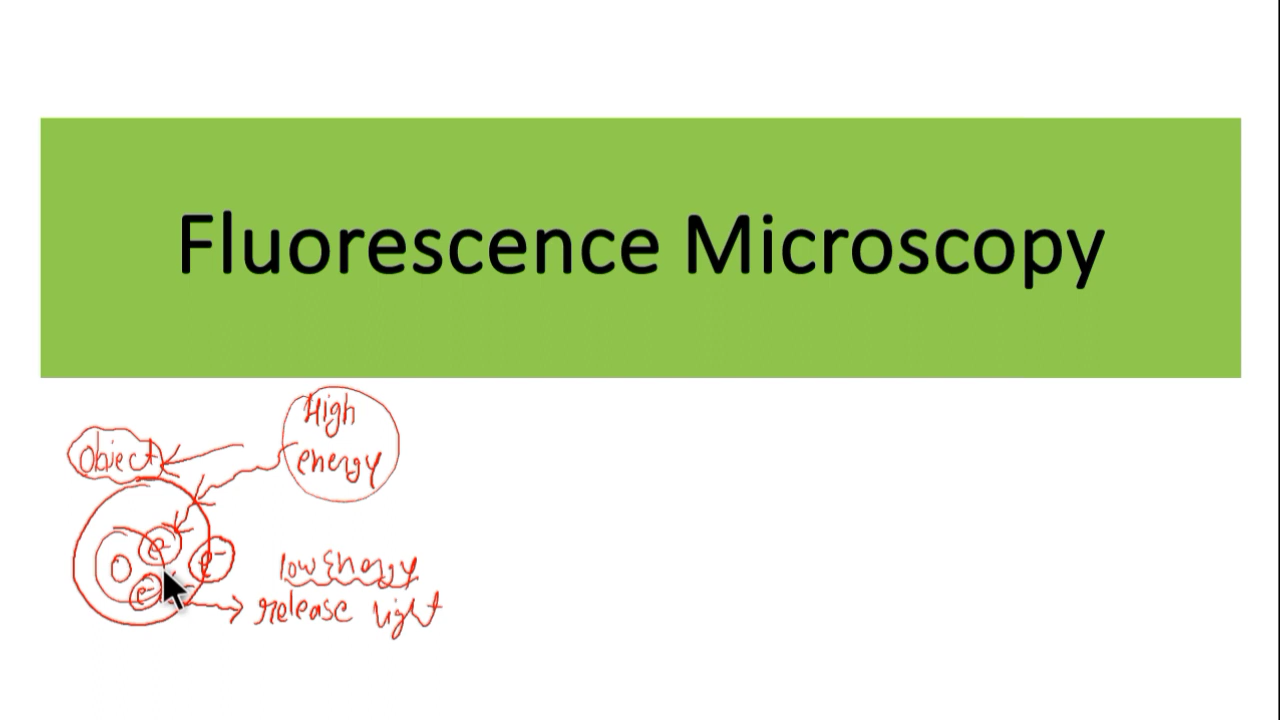 Fluorescence Microscopy
High
energy
Object
e-
e-
e-
low Energy
release light